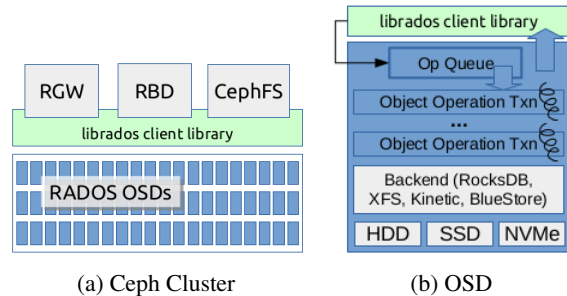 RGW
RBD
CephFS
librados client library
RADOS OSDs
(a) Ceph Cluster
librados client library
Op Queue
Object Operation Txn
...
Object Operation Txn
Backend (RocksDB,
XFS, Kinetic, BlueStore)
HDD
SSD
NVMe
(b) OSD